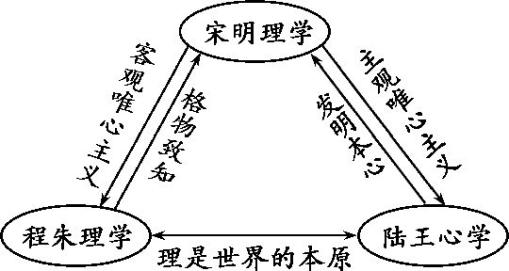 宋明理学
客观唯心主义
格物致知
发明本心
主观唯心主义
程朱理学
理是世界的本原
陆王心学